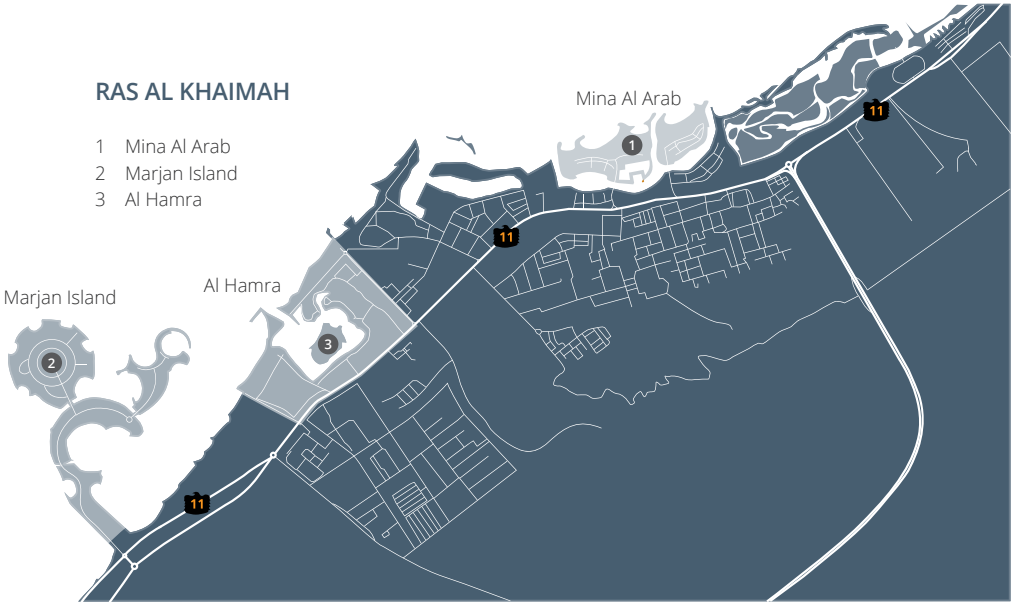 RAS AL KHAIMAH
1 Mina Al Arab
2 Marjan Island
3 Al Hamra
Mina Al Arab
11
1
11
Al Hamra
Marjan Island
3
2
11